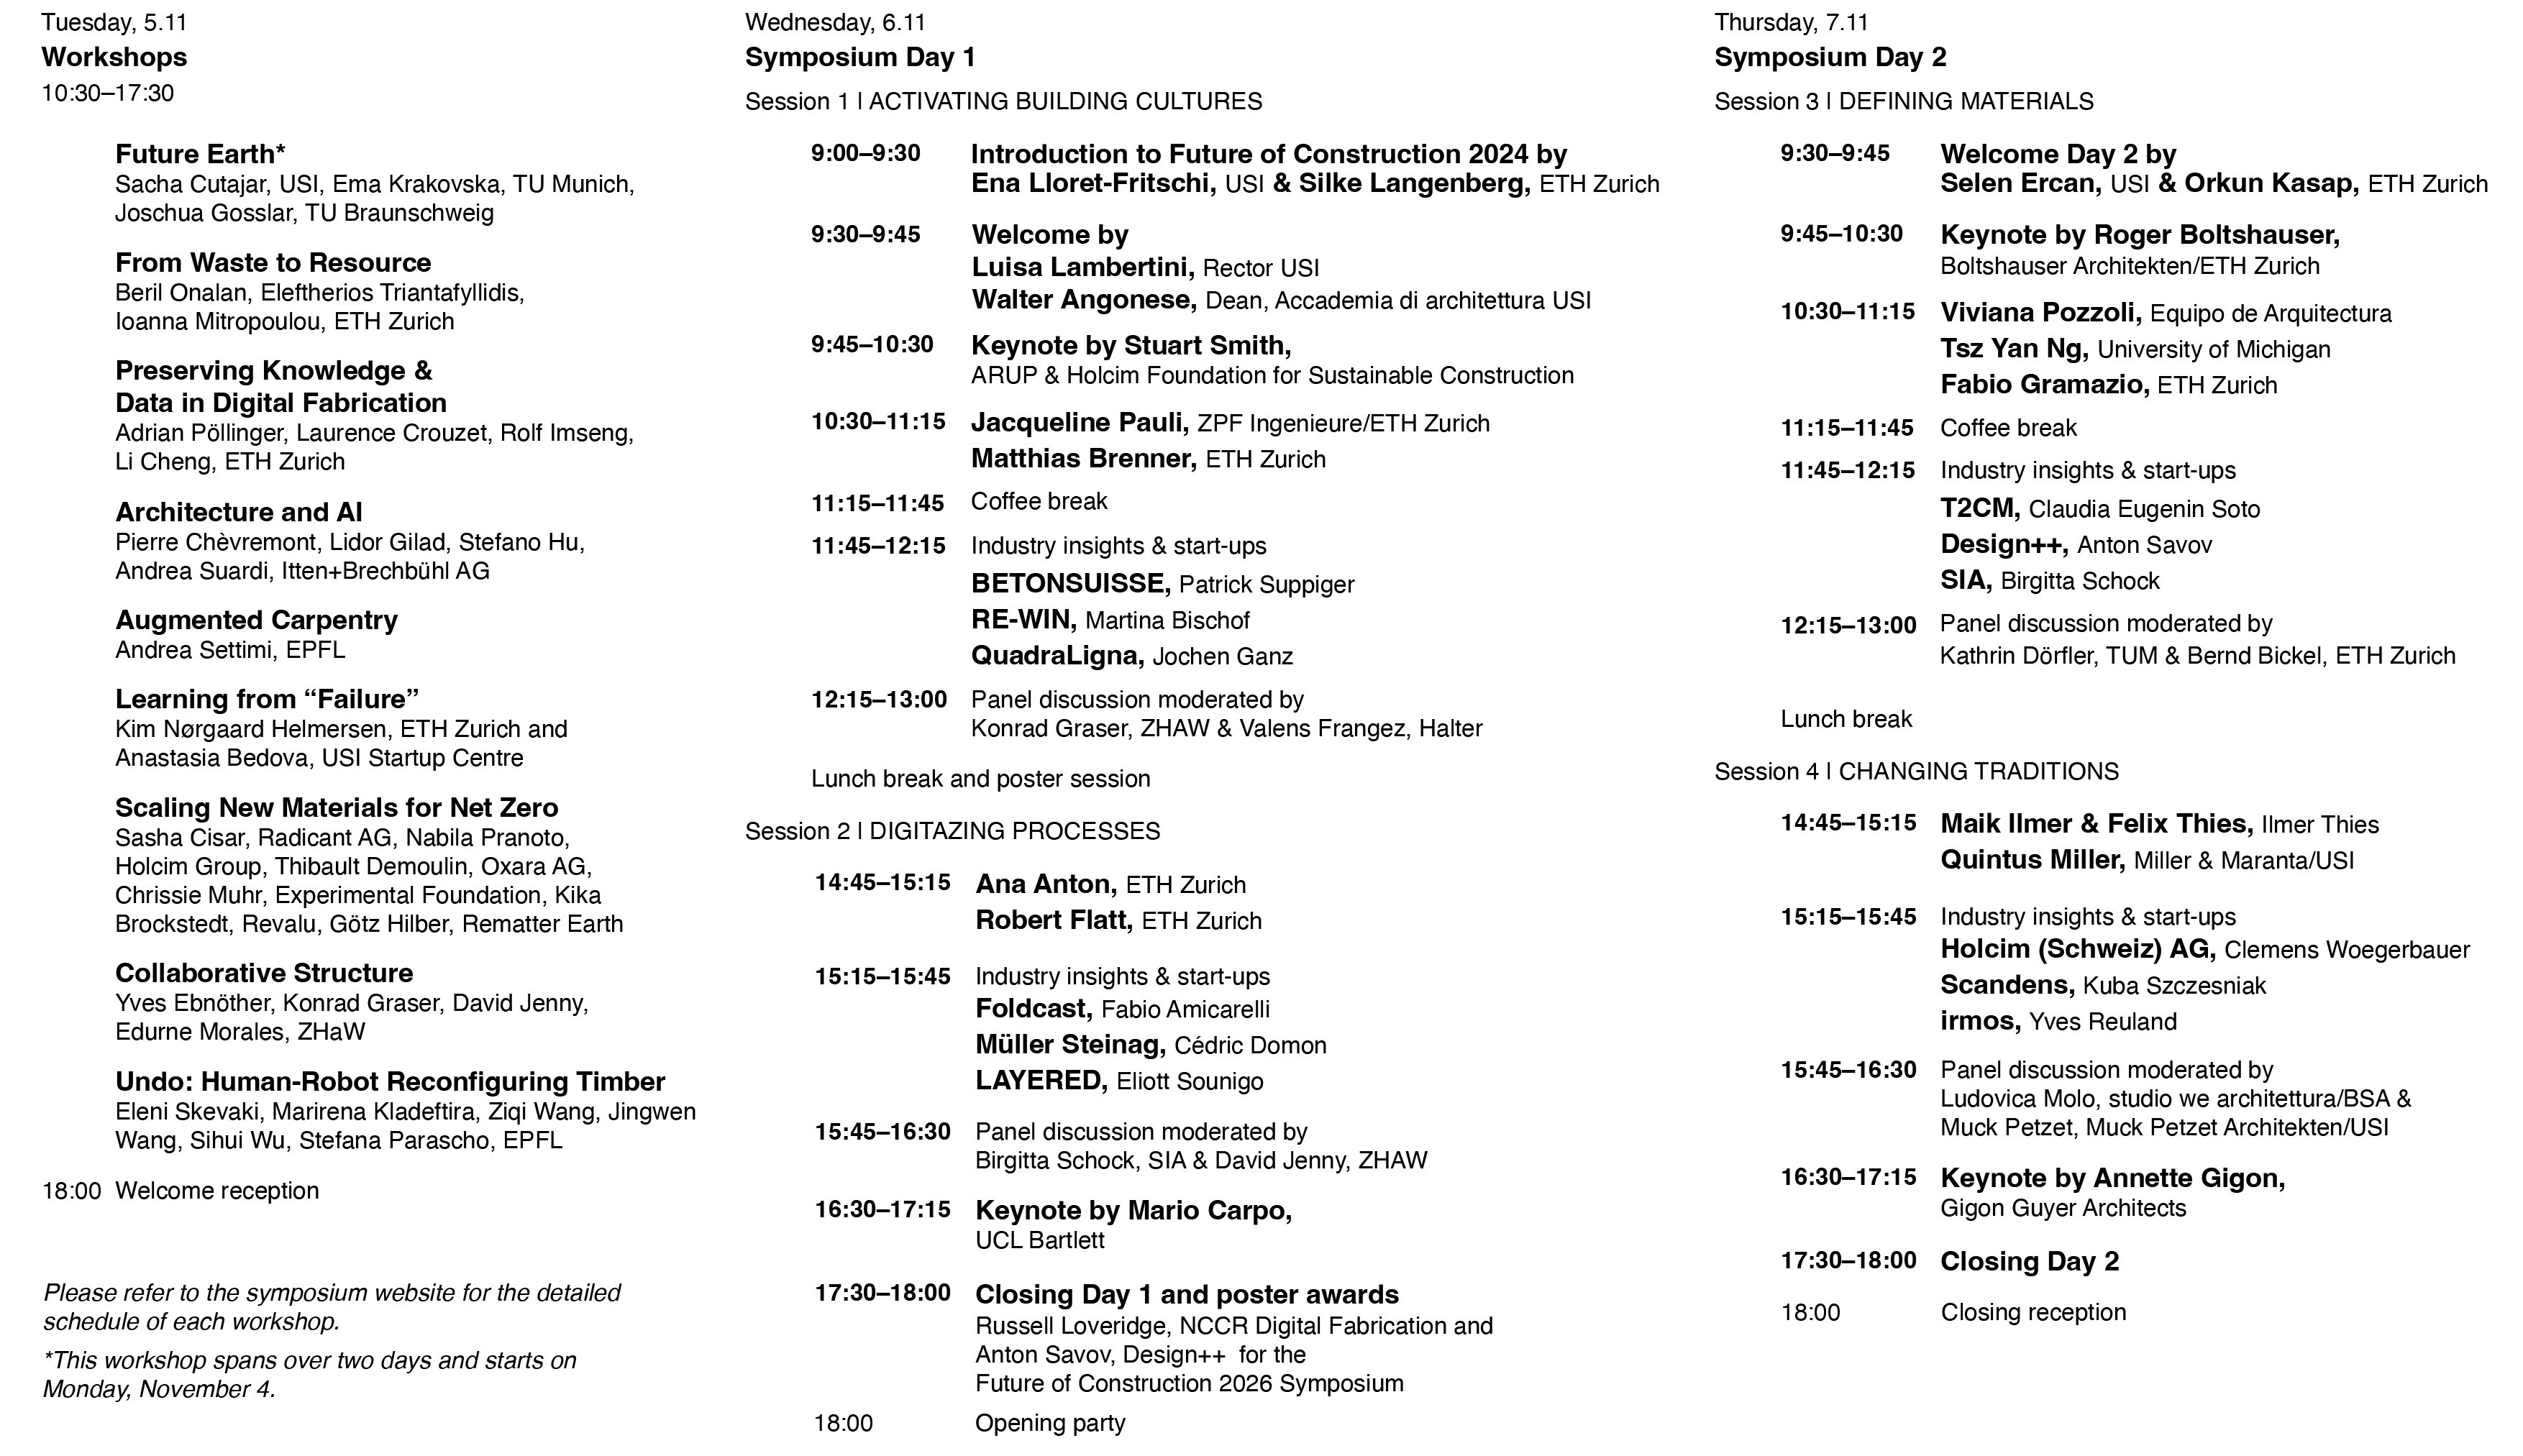 Tuesday, 5.11
Workshops
10:30–17:30
Future Earth*
Sacha Cutajar, USI, Ema Krakovska, TU Munich,
Joschua Gosslar, TU Braunschweig
From Waste to Resource
Beril Onalan, Eleftherios Triantafyllidis,
Ioanna Mitropoulou, ETH Zurich
Preserving Knowledge &
Data in Digital Fabrication
Adrian Pöllinger, Laurence Crouzet, Rolf Imseng,
Li Cheng, ETH Zurich
Architecture and AI
Pierre Chèvremont, Lidor Gilad, Stefano Hu,
Andrea Suardi, Itten+Brechbühl AG
Augmented Carpentry
Andrea Settimi, EPFL
Learning from “Failure”
Kim Nørgaard Helmersen, ETH Zurich and
Anastasia Bedova, USI Startup Centre
Scaling New Materials for Net Zero
Sasha Cisar, Radicant AG, Nabila Pranoto,
Holcim Group, Thibault Demoulin, Oxara AG,
Chrissie Muhr, Experimental Foundation, Kika
Brockstedt, Revalu, Götz Hilber, Rematter Earth
Collaborative Structure
Yves Ebnöther, Konrad Graser, David Jenny,
Edurne Morales, ZHaW
Undo: Human-Robot Reconfiguring Timber
Eleni Skevaki, Marirena Kladeftira, Ziqi Wang, Jingwen
Wang, Sihui Wu, Stefana Parascho, EPFL
18:00 Welcome reception
Please refer to the symposium website for the detailed
schedule of each workshop.
*This workshop spans over two days and starts on
Monday, November 4.
Wednesday, 6.11
Symposium Day 1
Session 1 | ACTIVATING BUILDING CULTURES
9:00–9:30 Introduction to Future of Construction 2024 by
Ena Lloret-Fritschi, USI & Silke Langenberg, ETH Zurich
9:30–9:45 Welcome by
Luisa Lambertini, Rector USI
Walter Angonese, Dean, Accademia di architettura USI
9:45–10:30 Keynote by Stuart Smith,
ARUP & Holcim Foundation for Sustainable Construction
10:30–11:15 Jacqueline Pauli, ZPF Ingenieure/ETH Zurich
Matthias Brenner, ETH Zurich
11:15–11:45 Coffee break
11:45–12:15 Industry insights & start-ups
BETONSUISSE, Patrick Suppiger
RE-WIN, Martina Bischof
QuadraLigna, Jochen Ganz
12:15–13:00 Panel discussion moderated by
Konrad Graser, ZHAW & Valens Frangez, Halter
Lunch break and poster session
Session 2 | DIGITAZING PROCESSES
14:45–15:15 Ana Anton, ETH Zurich
Robert Flatt, ETH Zurich
15:15–15:45 Industry insights & start-ups
Foldcast, Fabio Amicarelli
Müller Steinag, Cédric Domon
LAYERED, Eliott Sounigo
15:45–16:30 Panel discussion moderated by
Birgitta Schock, SIA & David Jenny, ZHAW
16:30–17:15 Keynote by Mario Carpo,
UCL Bartlett
17:30–18:00 Closing Day 1 and poster awards
Russell Loveridge, NCCR Digital Fabrication and
Anton Savov, Design++ for the
Future of Construction 2026 Symposium
18:00 Opening party
Thursday, 7.11
Symposium Day 2
Session 3 | DEFINING MATERIALS
9:30–9:45 Welcome Day 2 by
Selen Ercan, USI & Orkun Kasap, ETH Zurich
9:45–10:30 Keynote by Roger Boltshauser,
Boltshauser Architekten/ETH Zurich
10:30–11:15 Viviana Pozzoli, Equipo de Arquitectura
Tsz Yan Ng, University of Michigan
Fabio Gramazio, ETH Zurich
11:15–11:45 Coffee break
11:45–12:15 Industry insights & start-ups
T2CM, Claudia Eugenin Soto
Design++, Anton Savov
SIA, Birgitta Schock
12:15–13:00 Panel discussion moderated by
Kathrin Dörfler, TUM & Bernd Bickel, ETH Zurich
Lunch break
Session 4 | CHANGING TRADITIONS
14:45–15:15 Maik Ilmer & Felix Thies, Ilmer Thies
Quintus Miller, Miller & Maranta/USI
15:15–15:45 Industry insights & start-ups
Holcim (Schweiz) AG, Clemens Woegerbauer
Scandens, Kuba Szczesniak
irmos, Yves Reuland
15:45–16:30 Panel discussion moderated by
Ludovica Molo, studio we architettura/BSA &
Muck Petzet, Muck Petzet Architekten/USI
16:30–17:15 Keynote by Annette Gigon,
Gigon Guyer Architects
17:30–18:00 Closing Day 2
18:00 Closing reception